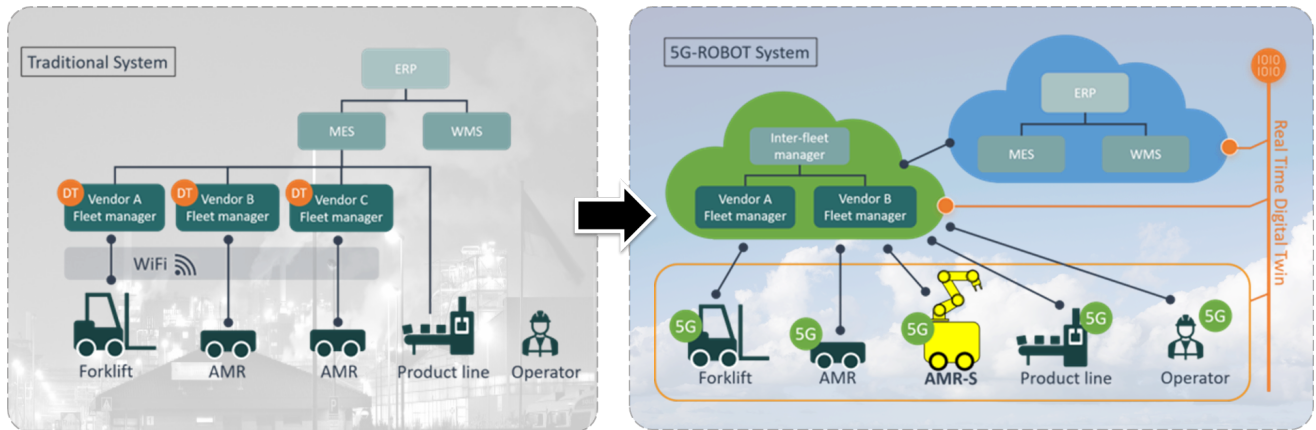 Traditional System
ERP
MES
WMS
DT
Vendor A
Fleet manager
DT
Vendor B
Fleet manager
DT
Vendor C
Fleet manager
WiFi
Forklift
AMR
AMR
Product line
Operator
5G-ROBOT System
1010
1010
ERP
MES
WMS
Inter-fleet
manager
Vendor A
Fleet manager
Vendor B
Fleet manager
Real Time Digital Twin
5G
5G
5G
5G
5G
Forklift
AMR
AMR-S
Product line
Operator